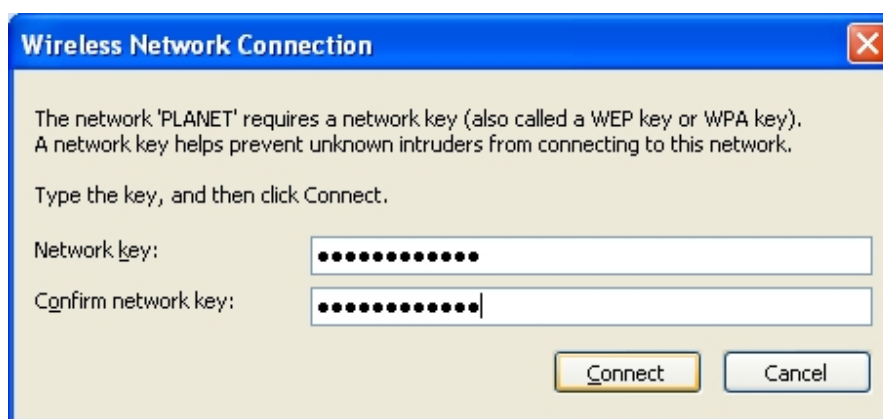 Wireless Network Connection
The network 'PLANET' requires a network key (also called a WEP key or WPA key).
A network key helps prevent unknown intruders from connecting to this network.
Type the key, and then click Connect.
Network key: ••••••••••••
Confirm network key: ••••••••••••
Connect Cancel